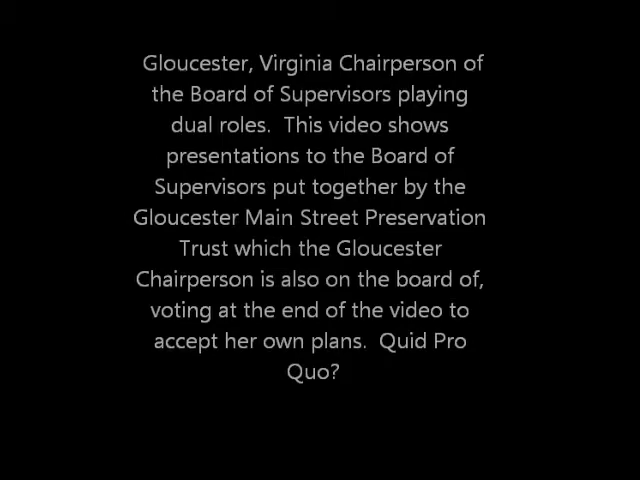 Gloucester, Virginia Chairperson of
the Board of Supervisors playing
dual roles.  This video shows
presentations to the Board of
Supervisors put together by the
Gloucester Main Street Preservation
Trust which the Gloucester
Chairperson is also on the board of,
voting at the end of the video to
accept her own plans.  Quid Pro
Quo?